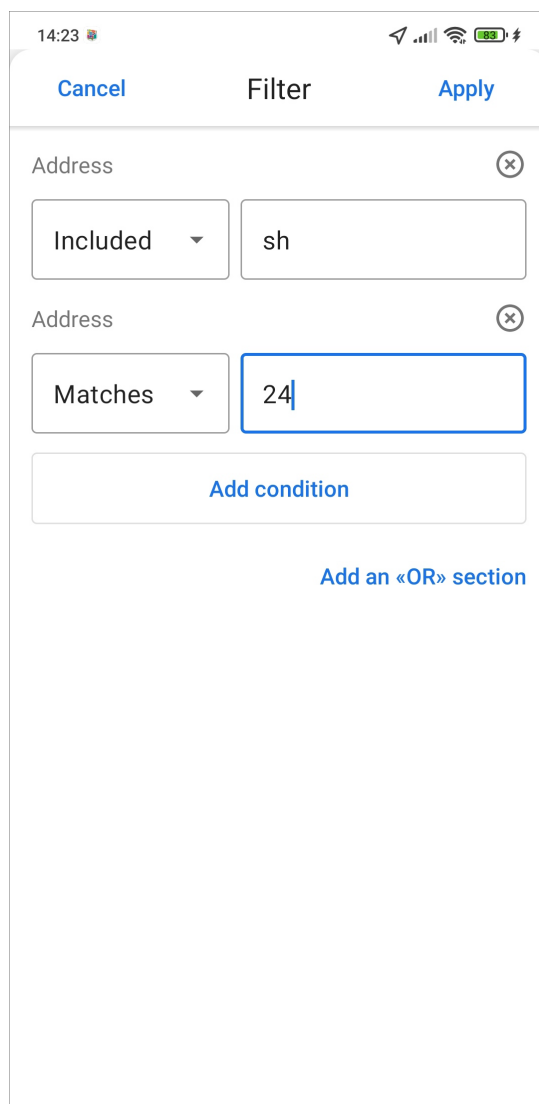 14:23
83
Cancel Filter Apply
Address
Included sh
Address
Matches 24
Add condition
Add an «OR» section